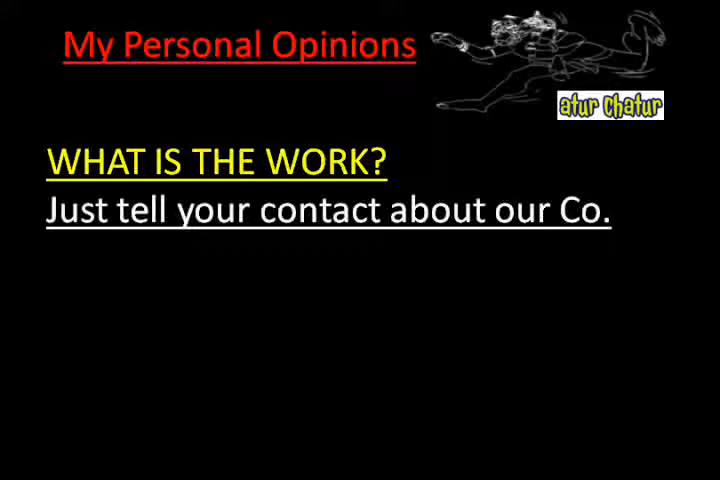 My Personal Opinions
atur chatur
WHAT IS THE WORK?
Just tell your contact about our Co.